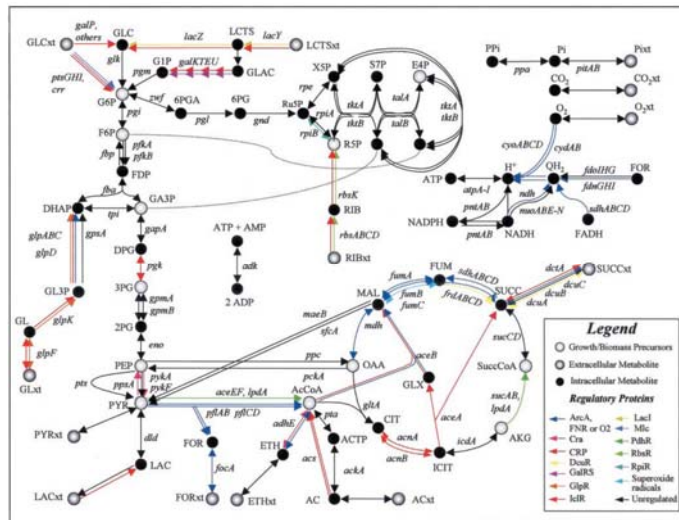 galP, others
GLC
lacZ
LCTS
lacY
GLCxt
LCTSxt
glk
G1P
galKTEU
GLAC
ptsGHI, crr
pgm
G6P
zwf
6PGA
6PG
pgl
gnd
Ru5P
rpe
rpiA
rpiB
X5P
S7P
E4P
tktA
tktB
talA
talB
tktA
tktB
R5P
pgi
F6P
fbp
pfkA
pfkB
FDP
fba
DHAP
GA3P
tpi
glpABC
glpD
gpsA
gapA
DPG
pgk
3PG
gpmA
gpmB
2PG
eno
GL3P
GL
glpK
glpF
GLxt
ATP + AMP
adk
2 ADP
rbsK
RIB
rbsABCD
RIBxt
PPi
Pi
Pixt
ppa
pitAB
CO2
CO2xt
O2
O2xt
cyoABCD
cydAB
ATP
atpA-I
H+
QH2
fdoIHG
fdnGHI
FOR
pntAB
ndh
nuoABE-N
sdhABCD
NADPH
pntAB
NADH
FADH
fumA
FUM
sdhABCD
fumB
fumC
frdABCD
MAL
SUCC
dctA
dcuB
dcuA
dcuC
SUCCxt
maeB
sfcA
mdh
aceB
sucCD
SuccCoA
PEP
ppc
pckA
OAA
GLX
pts
ppsA
pykA
pykF
aceEF, lpdA
AcCoA
gltA
CIT
aceA
sucAB, lpdA
PYR
pflAB
pflCD
PYRxt
dld
LAC
LACxt
FOR
focA
FORxt
adhE
ETH
ETHxt
pta
ACTP
ackA
acs
AC
ACxt
acnA
acnB
ICIT
icdA
AKG
Legend
Growth/Biomass Precursors
Extracellular Metabolite
Intracellular Metabolite
Regulatory Proteins
ArcA, FNR or O2
Cra
CRP
DcuR
GalRS
GlpR
IclR
LacI
Mlc
PdhR
RbsR
RpiR
Superoxide radicals
Unregulated